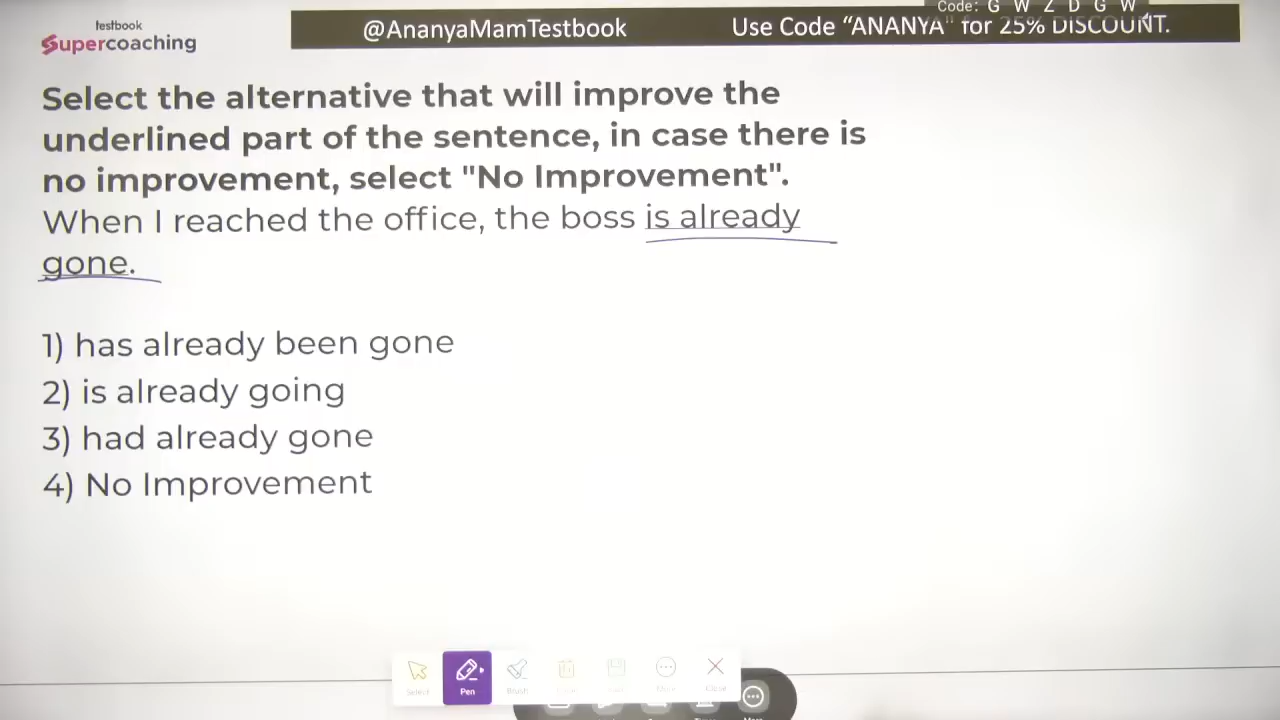 testbook
Supercoaching
@AnanyaMamTestbook
Code: G W Z D G W
Use Code “ANANYA” for 25% DISCOUNT.
Select the alternative that will improve the
underlined part of the sentence, in case there is
no improvement, select "No Improvement".
When I reached the office, the boss is already
gone.
1) has already been gone
2) is already going
3) had already gone
4) No Improvement
Select
Pen
Brush
Close